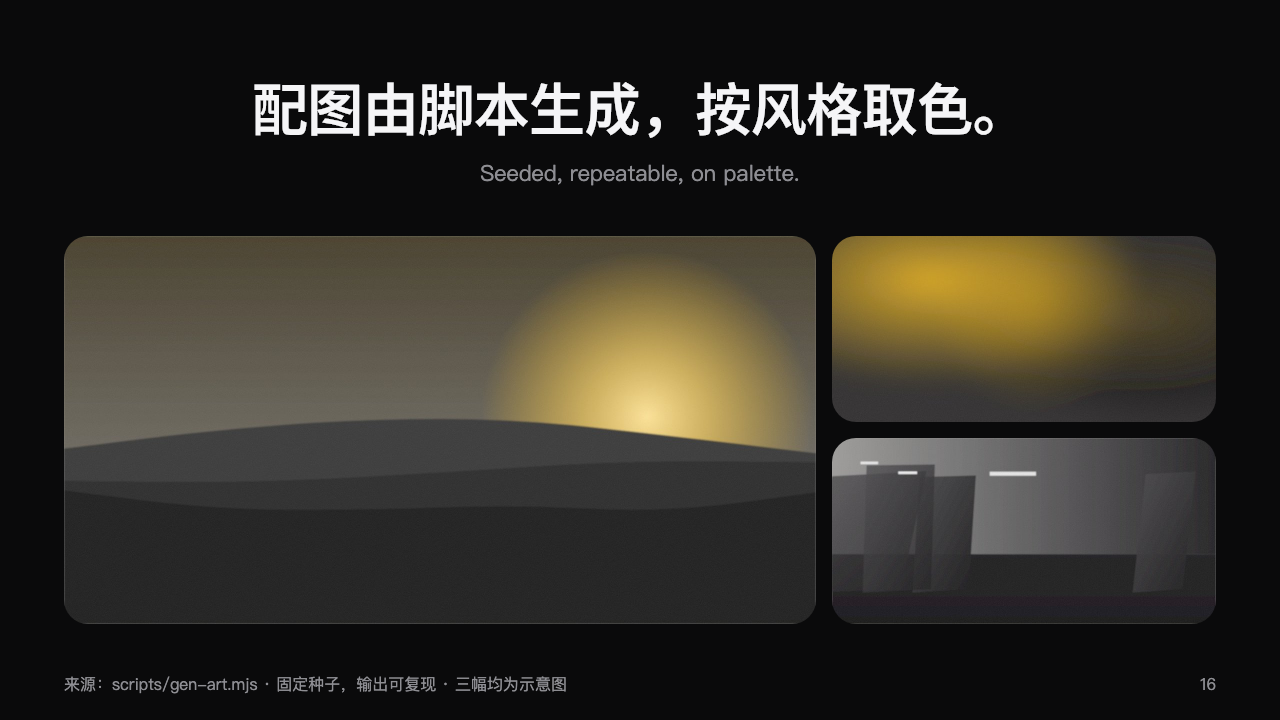 配图由脚本生成，按风格取色。
Seeded, repeatable, on palette.
来源：scripts/gen-art.mjs · 固定种子，输出可复现 · 三幅均为示意图
16